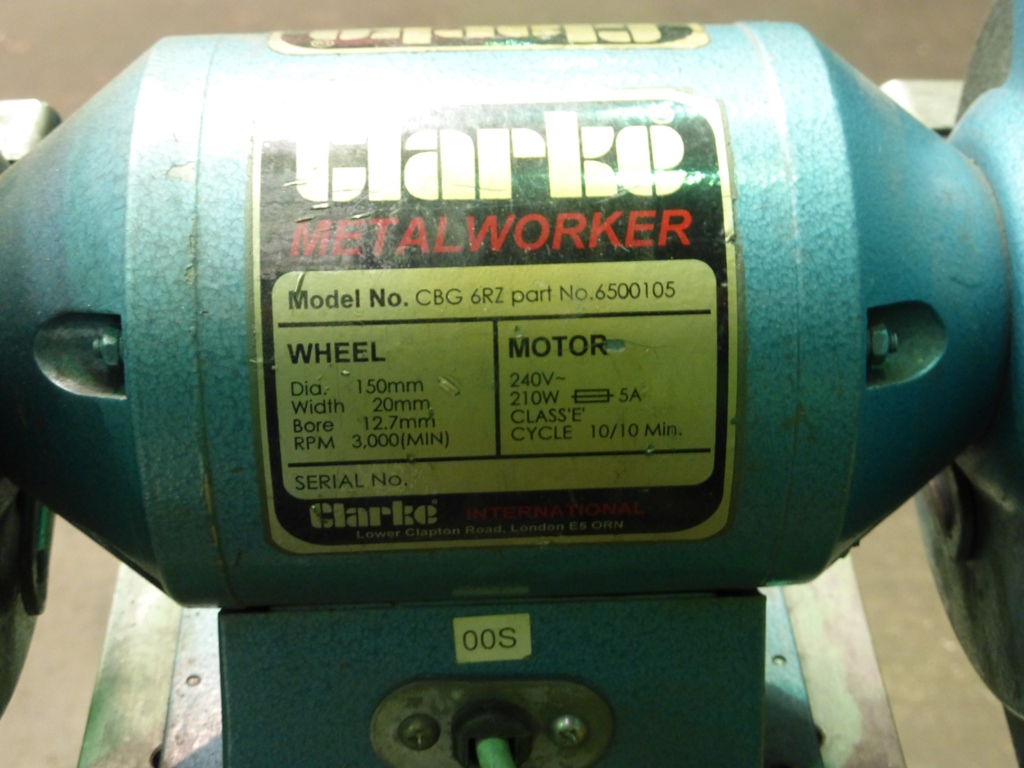 Clarke
Clarke
METALWORKER
Model No. CBG 6RZ part No.6500105
WHEEL
Dia. 150mm
Width 20mm
Bore 12.7mm
RPM 3,000(MIN)
MOTOR
240V~
210W 5A
CLASS'E'
CYCLE 10/10 Min.
SERIAL No.
Clarke INTERNATIONAL
Lower Clapton Road, London E5 ORN
00S